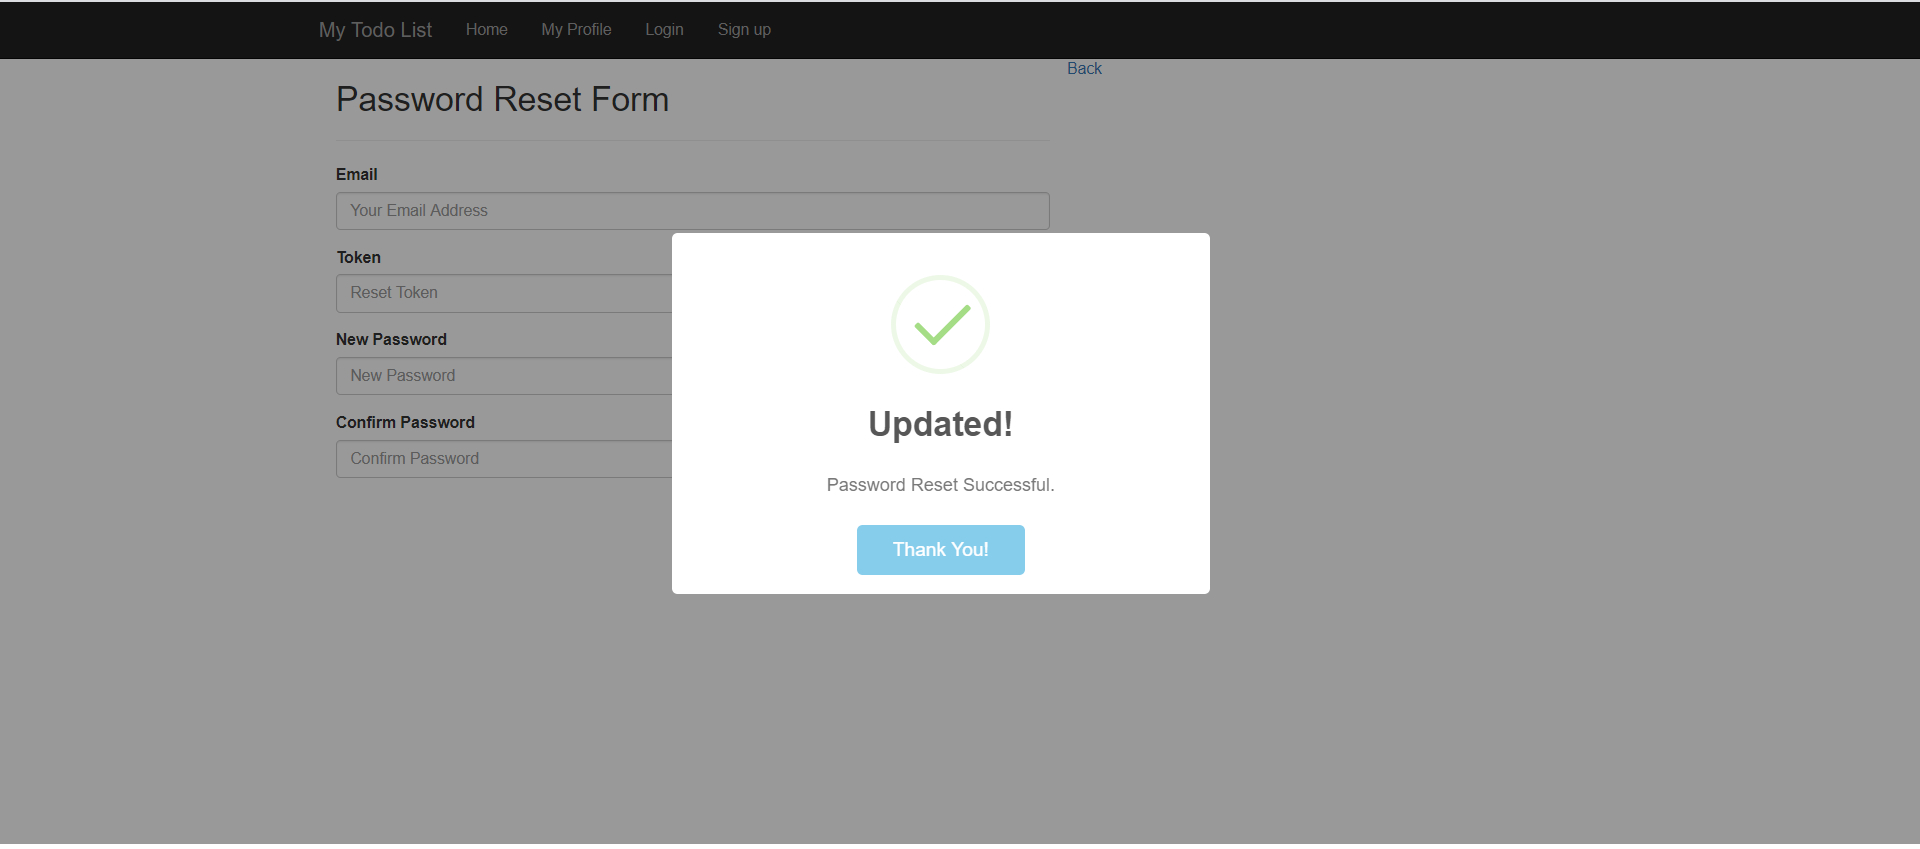 My Todo List Home My Profile Login Sign up
Back
Password Reset Form
Email
Your Email Address
Token
Reset Token
New Password
New Password
Confirm Password
Confirm Password
Updated!
Password Reset Successful.
Thank You!